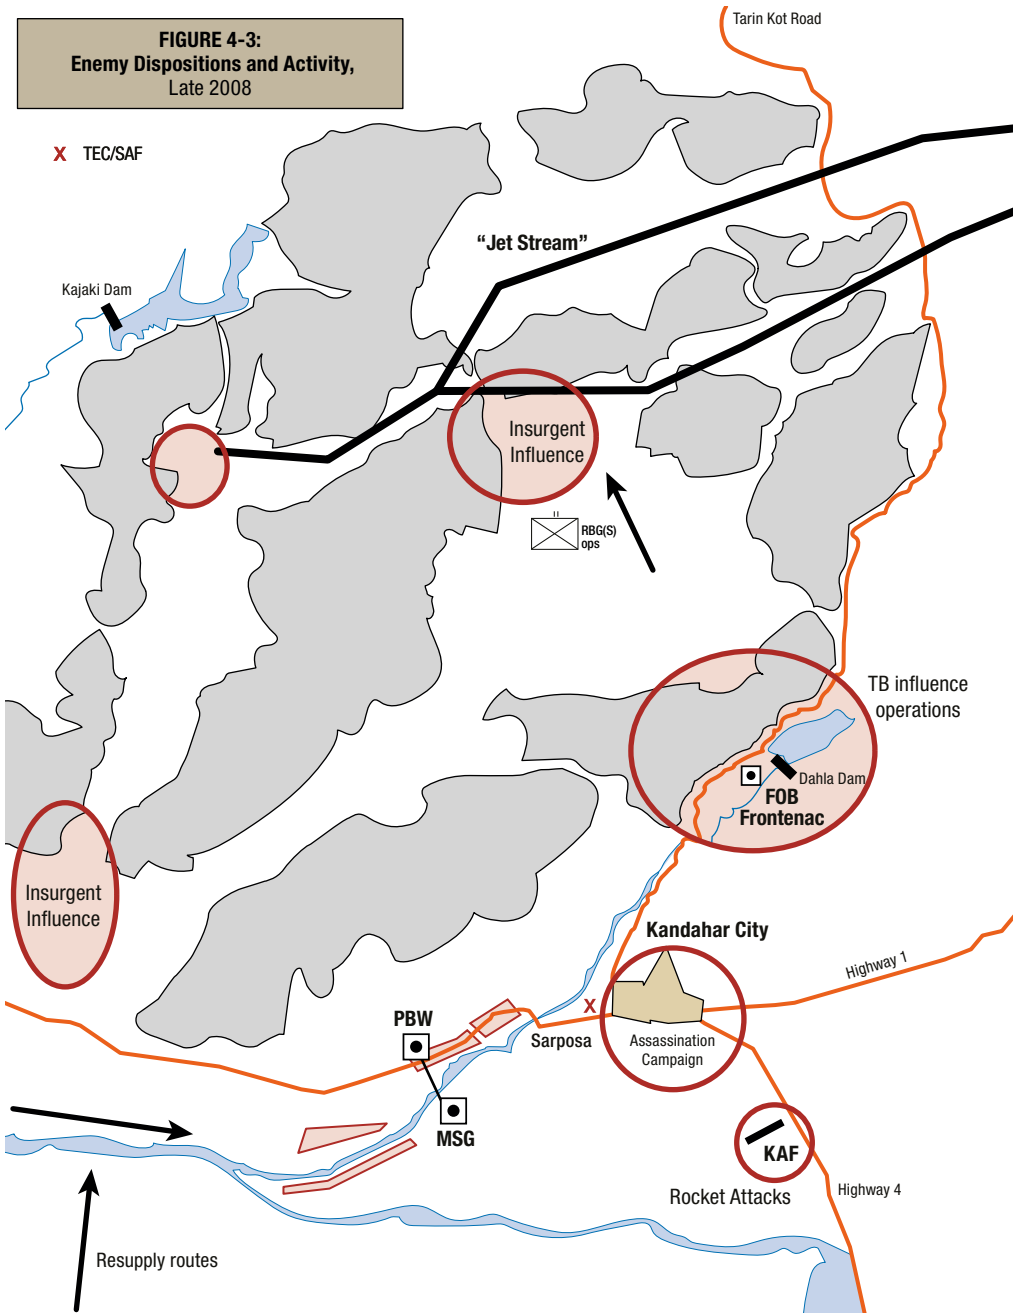 FIGURE 4-3:
Enemy Dispositions and Activity,
Late 2008
Tarin Kot Road
X TEC/SAF
“Jet Stream”
Kajaki Dam
Insurgent
Influence
RBG(S)
ops
TB influence
operations
Dahla Dam
FOB
Frontenac
Insurgent
Influence
Kandahar City
Highway 1
X
PBW
Sarposa
Assassination
Campaign
MSG
KAF
Rocket Attacks
Highway 4
Resupply routes